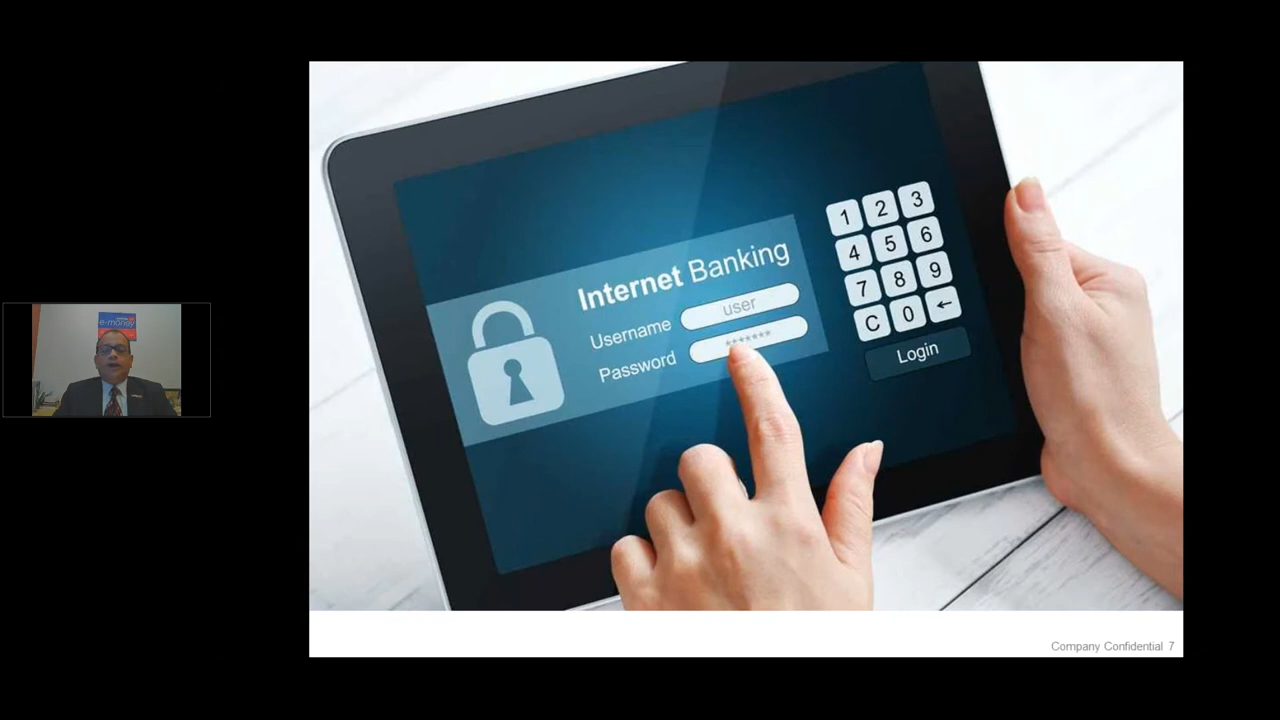 e-money
Internet Banking
Username
user
Password
*******
1 2 3
4 5 6
7 8 9
C 0 ←
Login
Company Confidential 7